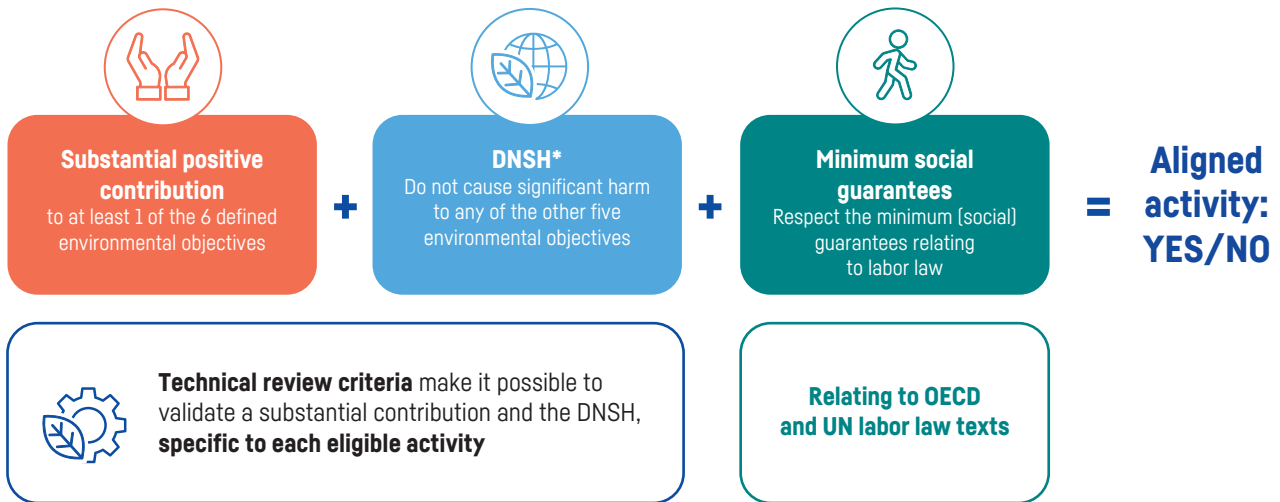 Substantial positive
contribution
to at least 1 of the 6 defined
environmental objectives
+
DNSH*
Do not cause significant harm
to any of the other five
environmental objectives
+
Minimum social
guarantees
Respect the minimum (social)
guarantees relating
to labor law
=
Aligned
activity:
YES/NO
Technical review criteria make it possible to
validate a substantial contribution and the DNSH,
specific to each eligible activity
Relating to OECD
and UN labor law texts